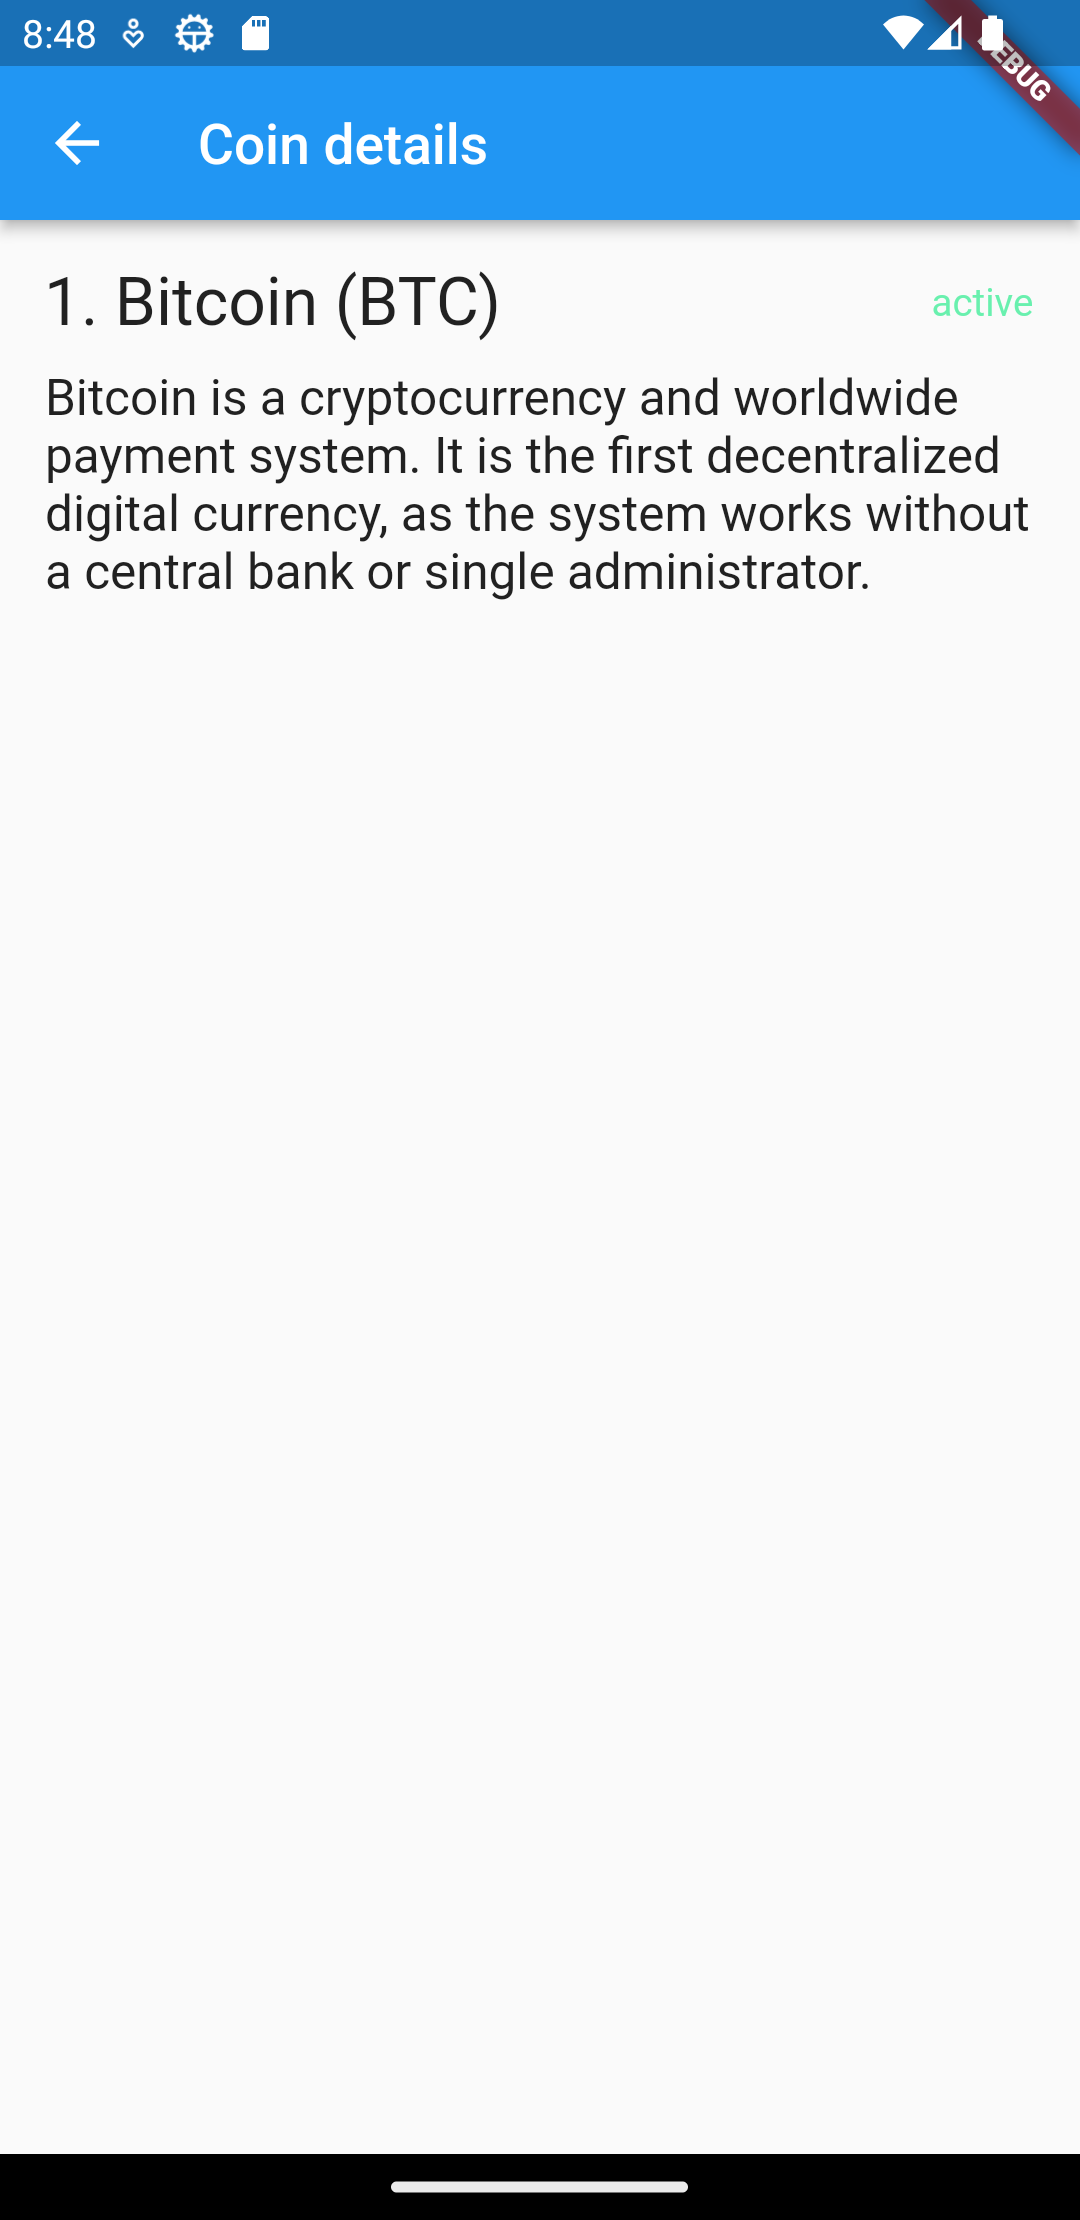 8:48
DEBUG
Coin details
1. Bitcoin (BTC)
active
Bitcoin is a cryptocurrency and worldwide
payment system. It is the first decentralized
digital currency, as the system works without
a central bank or single administrator.